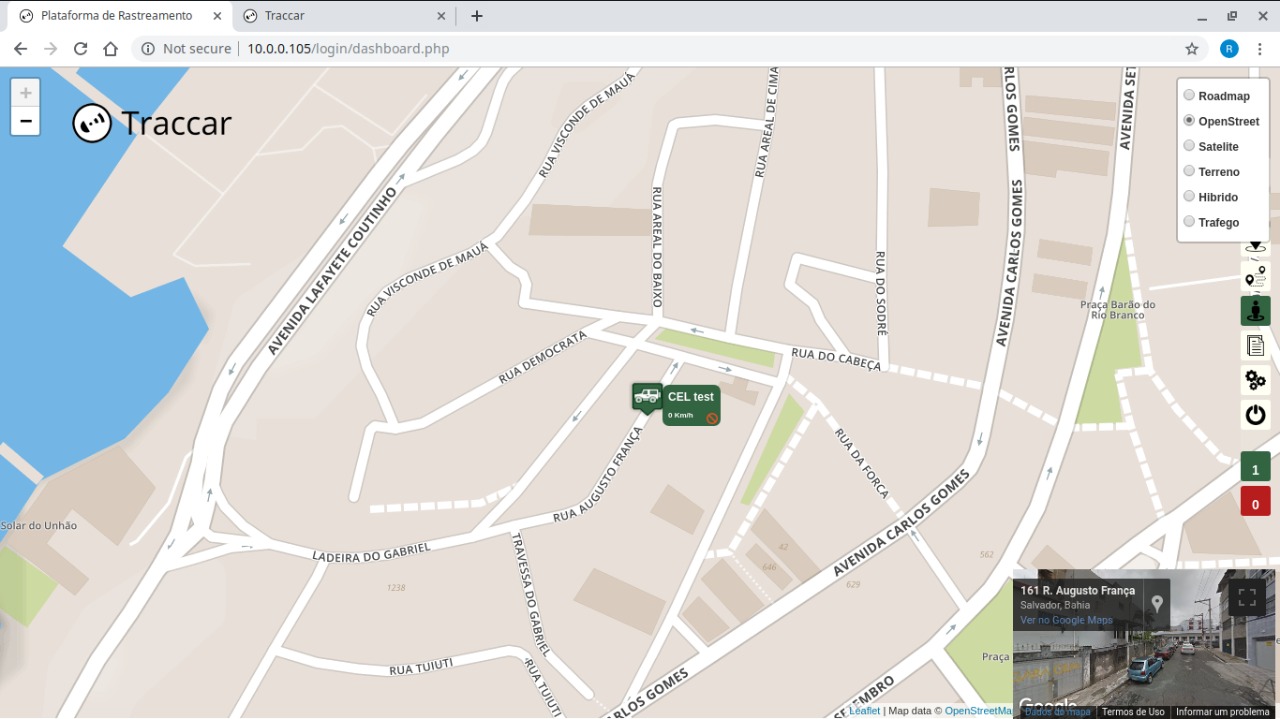 Plataforma de Rastreamento
Traccar
Not secure
10.0.0.105/login/dashboard.php
R
+
−
Traccar
Roadmap
OpenStreet
Satelite
Terreno
Hibrido
Trafego
RUA VISCONDE DE MAUÁ
RUA AREAL DE CIMA
CARLOS GOMES
AVENIDA SET
AVENIDA LAFAYETE COUTINHO
RUA VISCONDE DE MAUÁ
RUA AREAL DO BAIXO
RUA DO SODRÉ
AVENIDA CARLOS GOMES
Praça Barão do
Rio Branco
RUA DEMOCRATA
RUA DO CABEÇA
CEL test
0 Km/h
RUA AUGUSTO FRANÇA
RUA DA FORCA
1
0
Solar do Unhão
LADEIRA DO GABRIEL
AVENIDA CARLOS GOMES
TRAVESSA DO GABRIEL
1238
42
646
629
562
RUA TUIUTI
RUA TUIUT
RLOS GOMES
SETEMBRO
Praça
161 R. Augusto França
Salvador, Bahia
Ver no Google Maps
Google
Leaflet | Map data © OpenStreetMa
Dados do mapa
Termos de Uso
Informar um problema